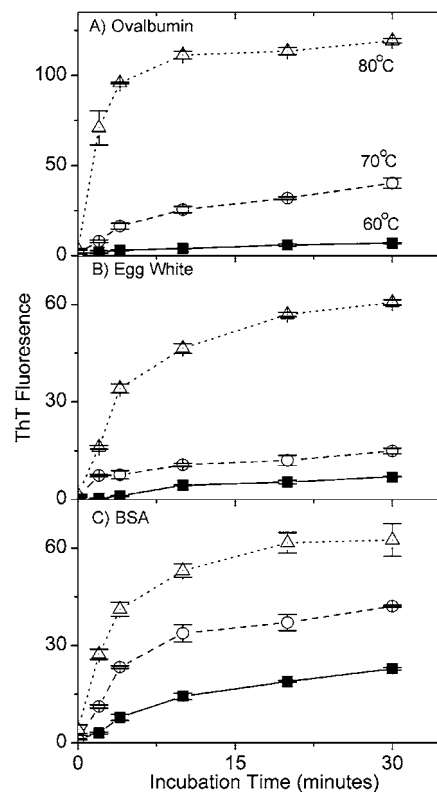 A) Ovalbumin
80°C
100
70°C
50
60°C
0
B) Egg White
60
30
0
ThT Fluoresence
C) BSA
60
30
0
0
15
30
Incubation Time (minutes)